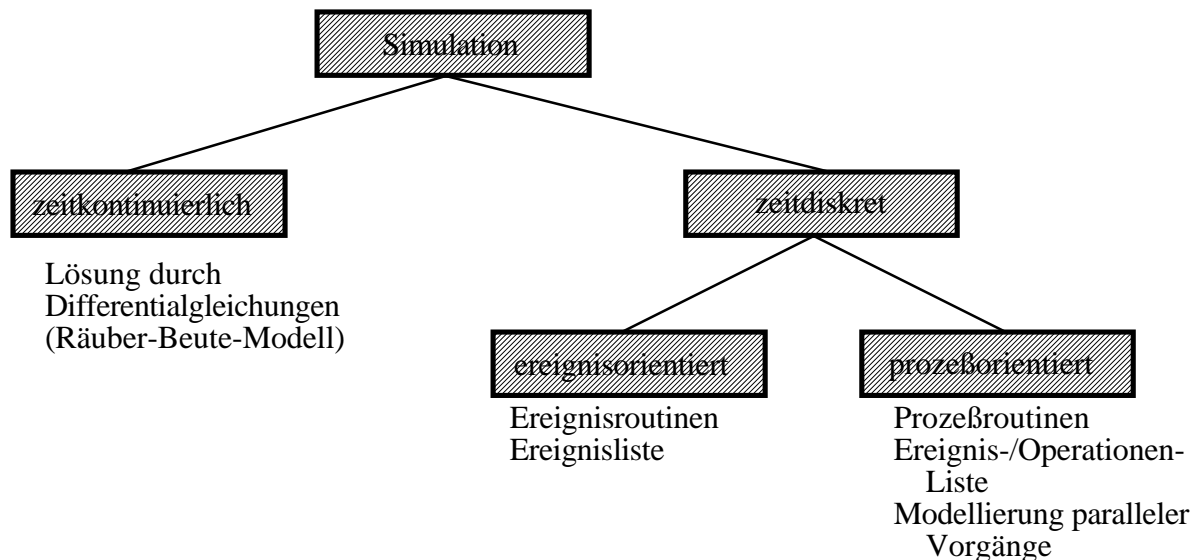 Simulation
zeitkontinuierlich
zeitdiskret
Lösung durch
Differentialgleichungen
(Räuber-Beute-Modell)
ereignisorientiert
prozeßorientiert
Ereignisroutinen
Ereignisliste
Prozeßroutinen
Ereignis-/Operationen-
Liste
Modellierung paralleler
Vorgänge